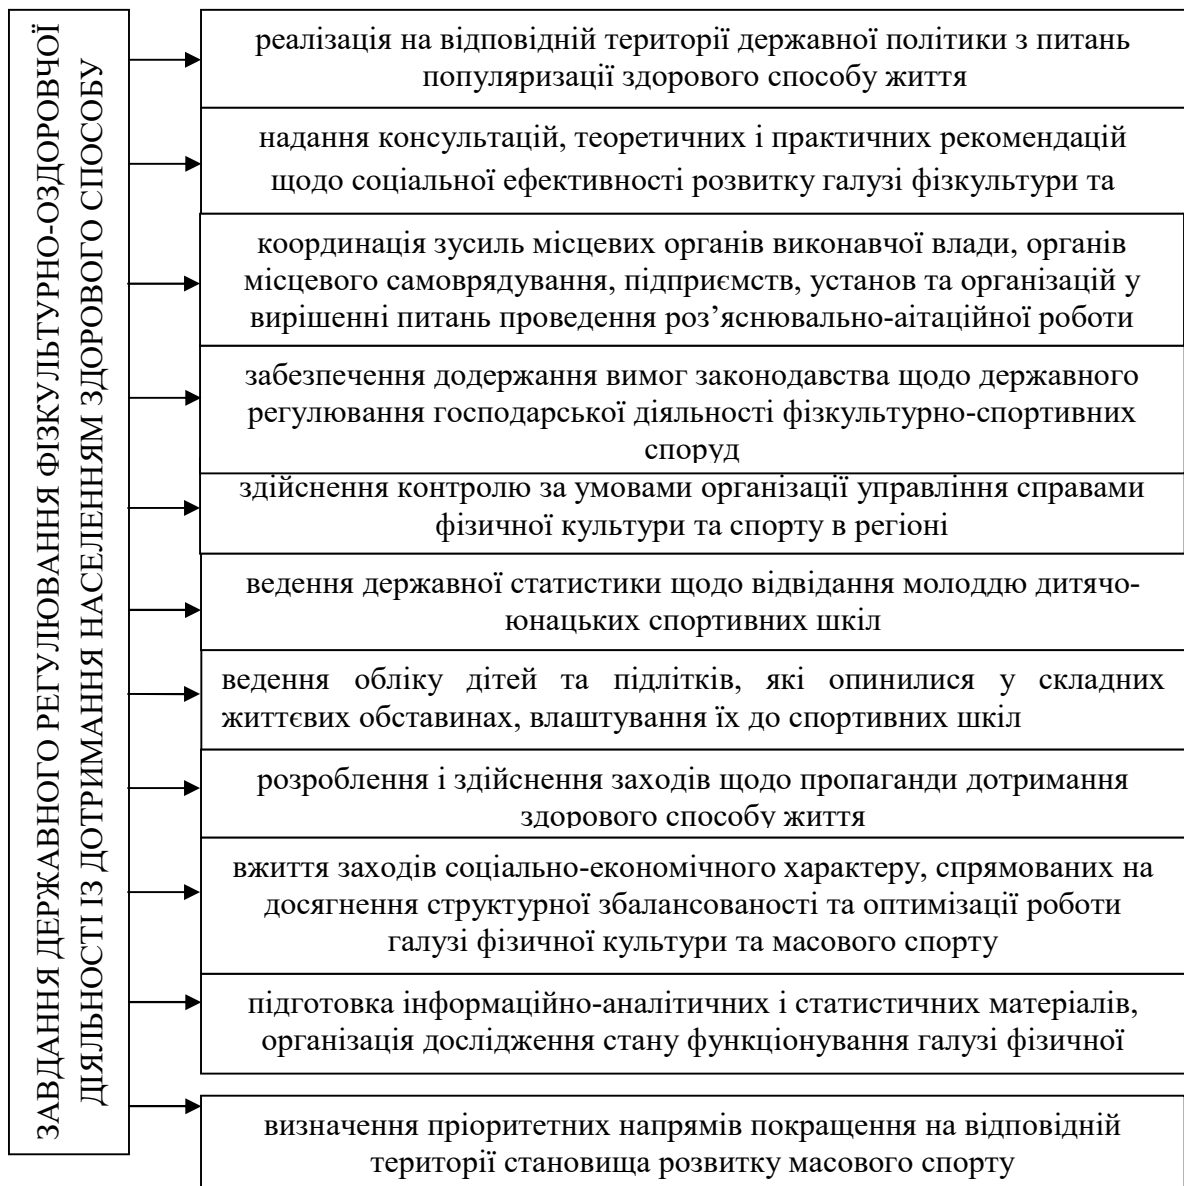 ЗАВДАННЯ ДЕРЖАВНОГО РЕГУЛЮВАННЯ ФІЗКУЛЬТУРНО-ОЗДОРОВЧОЇ
ДІЯЛЬНОСТІ ІЗ ДОТРИМАННЯ НАСЕЛЕННЯМ ЗДОРОВОГО СПОСОБУ
реалізація на відповідній території державної політики з питань
популяризації здорового способу життя
надання консультацій, теоретичних і практичних рекомендацій
щодо соціальної ефективності розвитку галузі фізкультури та
координація зусиль місцевих органів виконавчої влади, органів
місцевого самоврядування, підприємств, установ та організацій у
вирішенні питань проведення роз’яснювально-аітаційної роботи
забезпечення додержання вимог законодавства щодо державного
регулювання господарської діяльності фізкультурно-спортивних
споруд
здійснення контролю за умовами організації управління справами
фізичної культури та спорту в регіоні
ведення державної статистики щодо відвідання молоддю дитячо-
юнацьких спортивних шкіл
ведення обліку дітей та підлітків, які опинилися у складних
життєвих обставинах, влаштування їх до спортивних шкіл
розроблення і здійснення заходів щодо пропаганди дотримання
здорового способу життя
вжиття заходів соціально-економічного характеру, спрямованих на
досягнення структурної збалансованості та оптимізації роботи
галузі фізичної культури та масового спорту
підготовка інформаційно-аналітичних і статистичних матеріалів,
організація дослідження стану функціонування галузі фізичної
визначення пріоритетних напрямів покращення на відповідній
території становища розвитку масового спорту